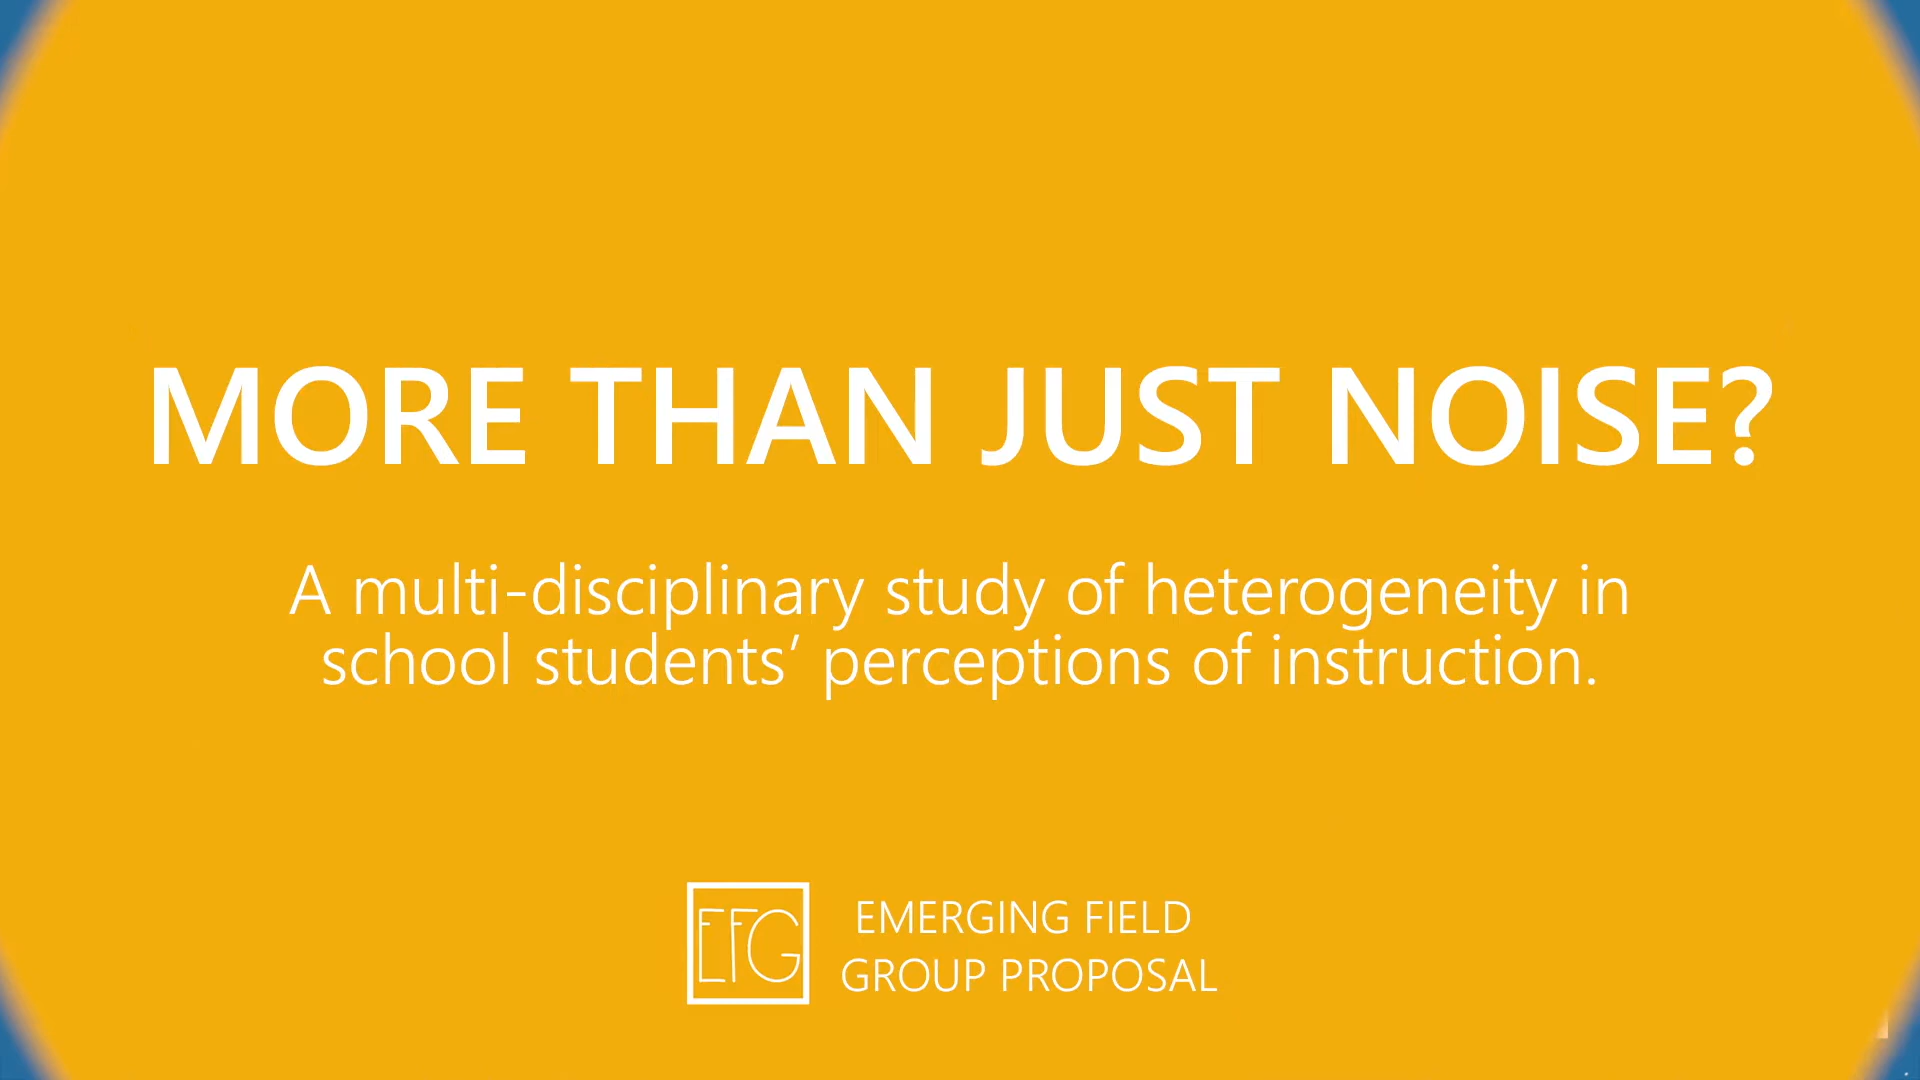 MORE THAN JUST NOISE?
A multi-disciplinary study of heterogeneity in
school students’ perceptions of instruction.
EFG
EMERGING FIELD
GROUP PROPOSAL